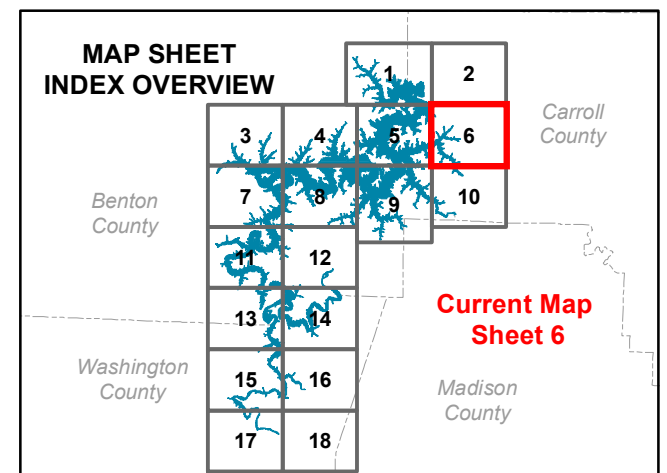 MAP SHEET
INDEX OVERVIEW
1
2
Carroll
County
3
4
5
6
Benton
County
7
8
9
10
11
12
Current Map
Sheet 6
13
14
Washington
County
15
16
Madison
County
17
18